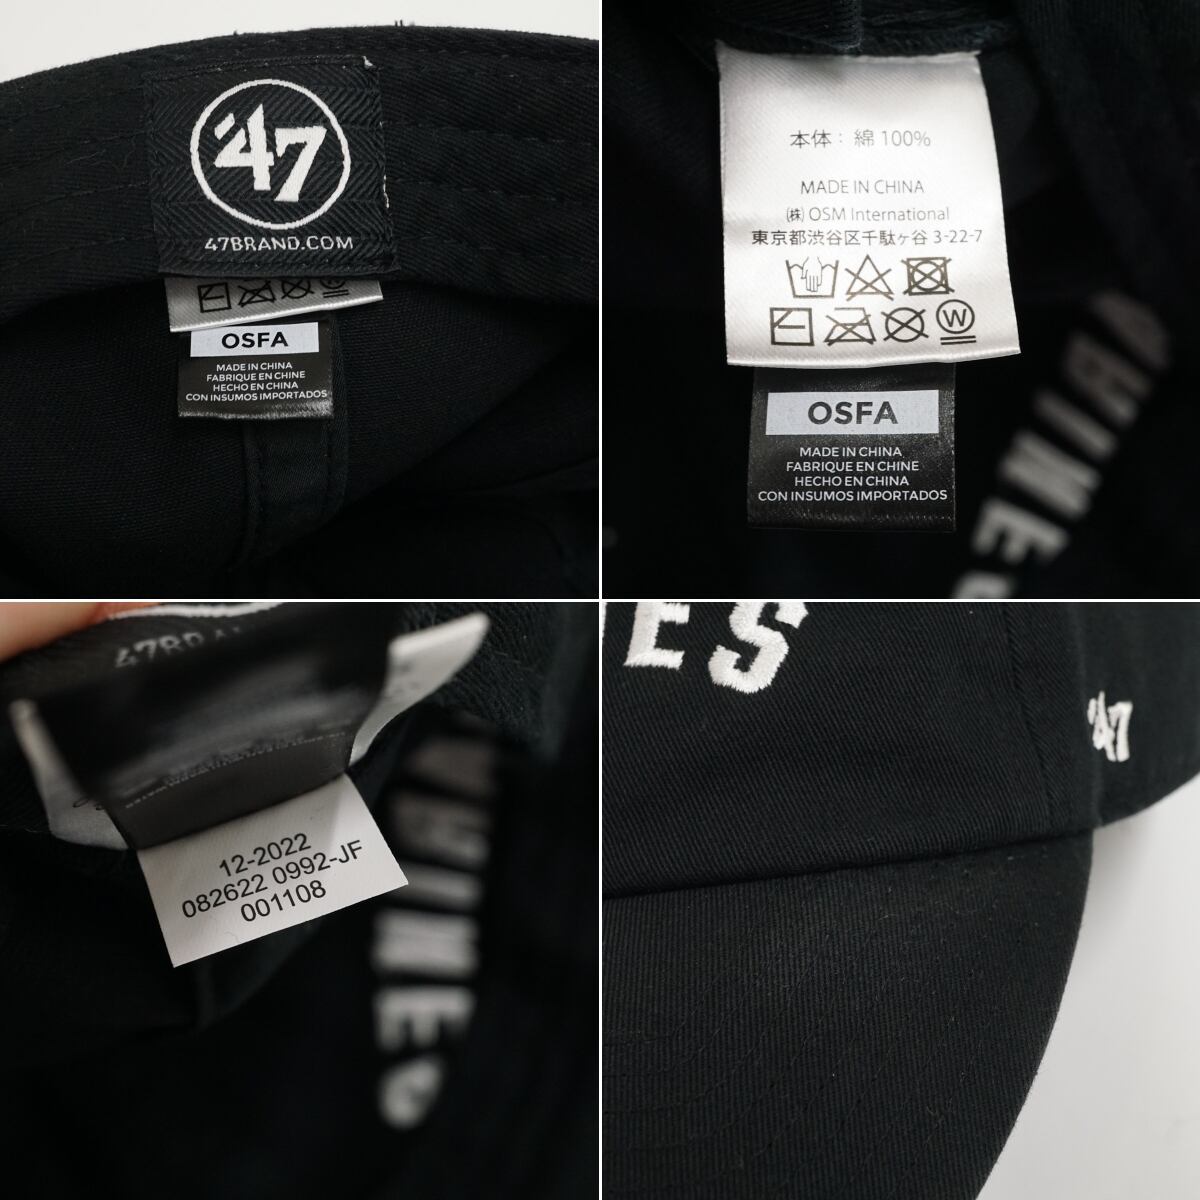 '47
47BRAND.COM
OSFA
MADE IN CHINA
FABRIQUE EN CHINE
HECHO EN CHINA
CON INSUMOS IMPORTADOS
本体：綿 100%
MADE IN CHINA
㈱ OSM International
東京都渋谷区千駄ヶ谷 3-22-7
W
OSFA
MADE IN CHINA
FABRIQUE EN CHINE
HECHO EN CHINA
CON INSUMOS IMPORTADOS
12-2022
082622 0992-JF
001108
ES
'47